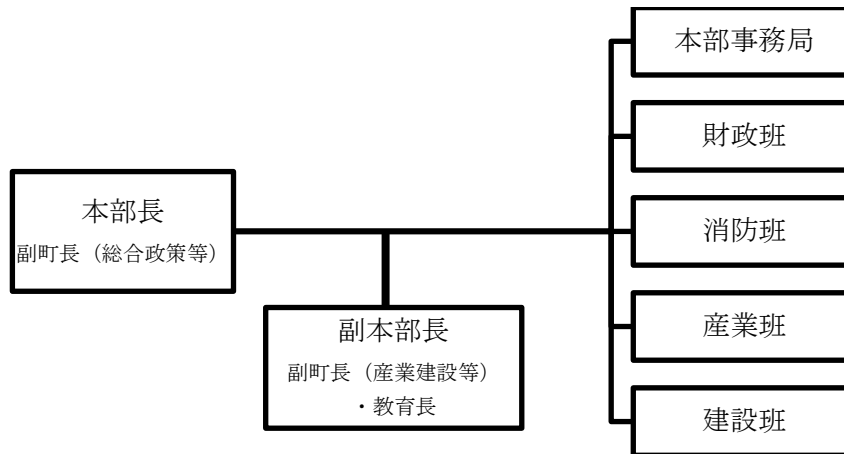 本部長
副町長（総合政策等）
副本部長
副町長（産業建設等）
・教育長
本部事務局
財政班
消防班
産業班
建設班